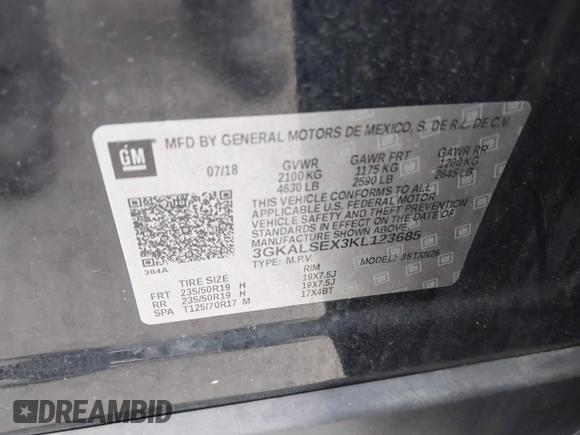 GM
MFD BY GENERAL MOTORS DE MEXICO, S. DE R.L. DE C.V.
07/18 GVWR GAWR FRT GAWR RR
2100 KG 1175 KG 1200 KG
4630 LB 2590 LB 2645 LB
THIS VEHICLE CONFORMS TO ALL APPLICABLE
U.S. FEDERAL MOTOR
VEHICLE SAFETY AND THEFT PREVENTION
STANDARDS IN EFFECT ON THE DATE OF
MANUFACTURE SHOWN ABOVE.
3GKALSEX3KL123685
TYPE: M.P.V. MODEL: 35TXN26
384A
TIRE SIZE RIM
FRT 235/50R19 H 19X7.5J
RR 235/50R19 H 19X7.5J
SPA T125/70R17 M 17X4BT
DREAMBID